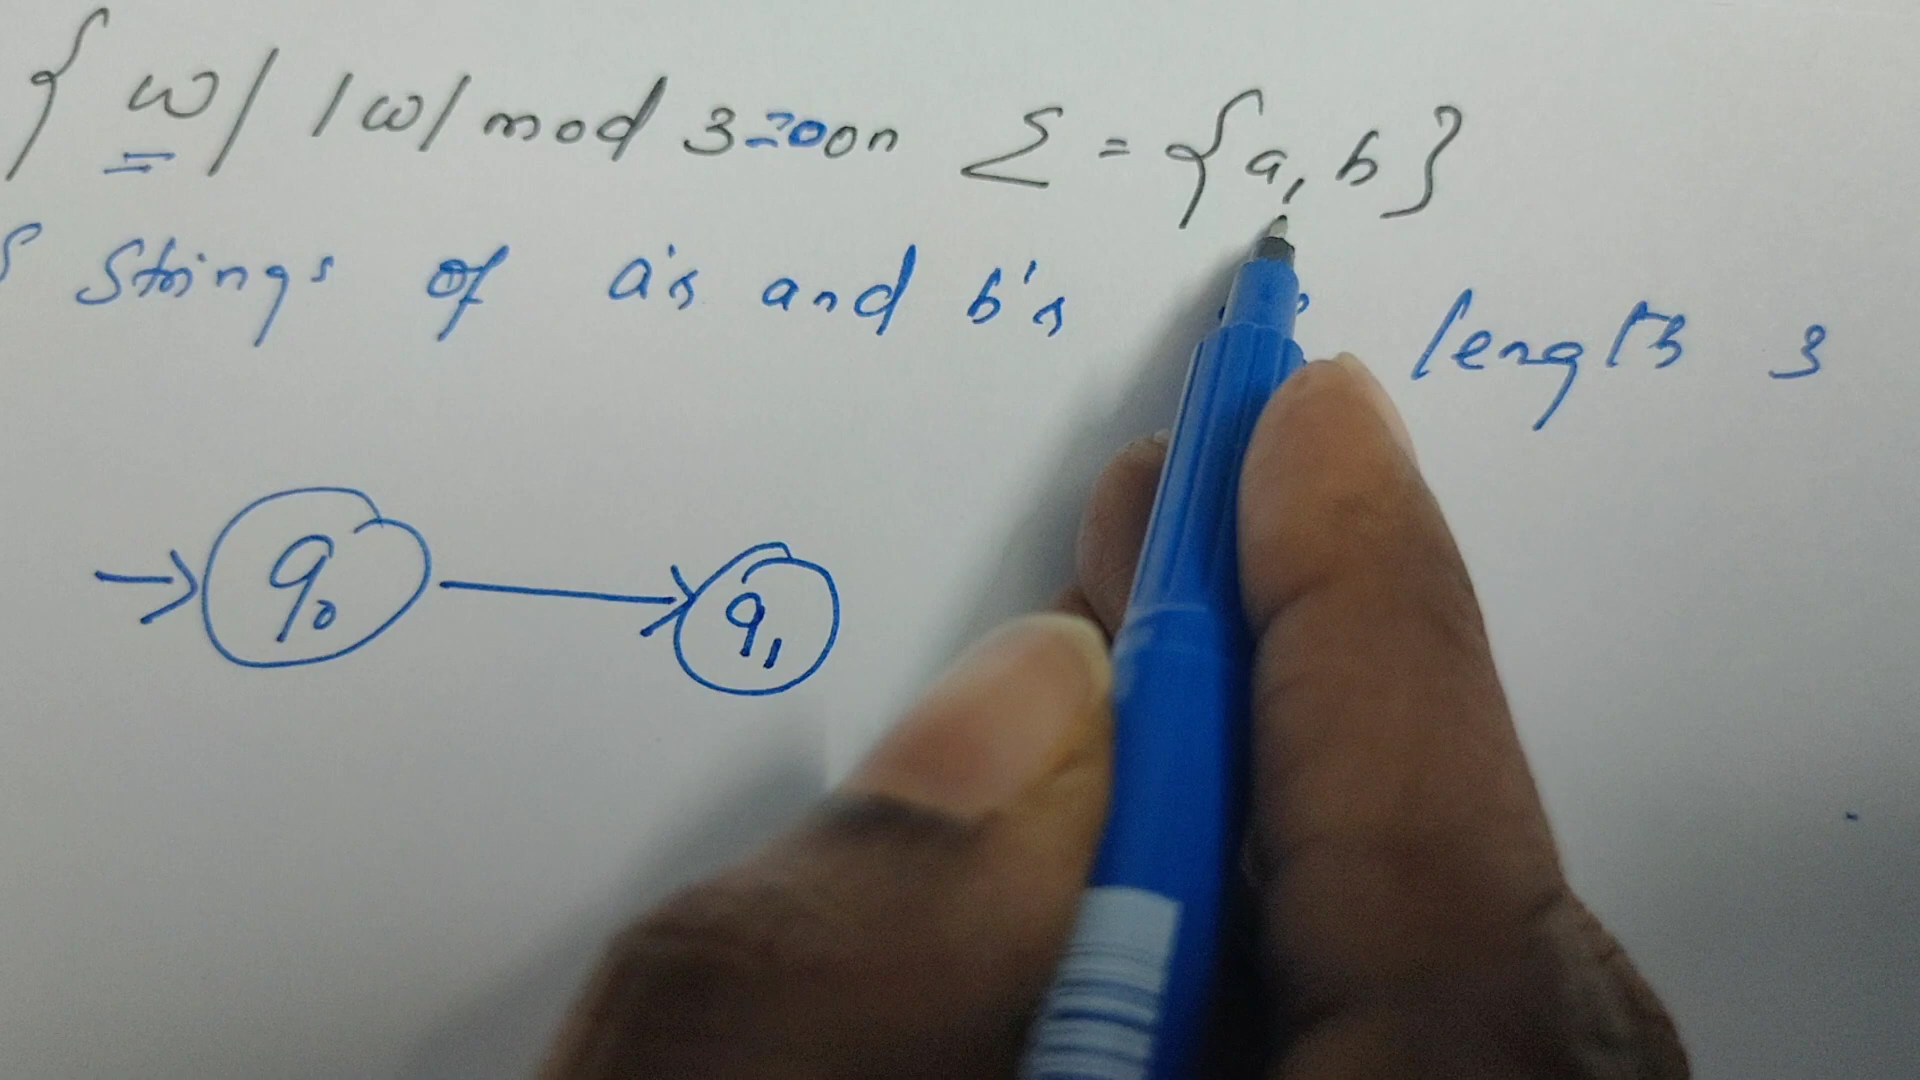 { w / |w| mod 3=0 on Σ = {a, b}
{ Strings of a's and b's length 3
→ q0 → q1